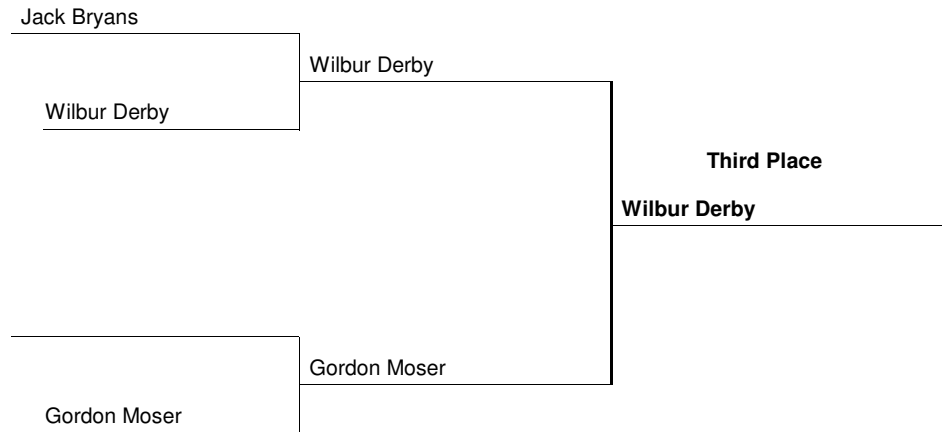 Jack Bryans
Wilbur Derby
Wilbur Derby
Third Place
Wilbur Derby
Gordon Moser
Gordon Moser